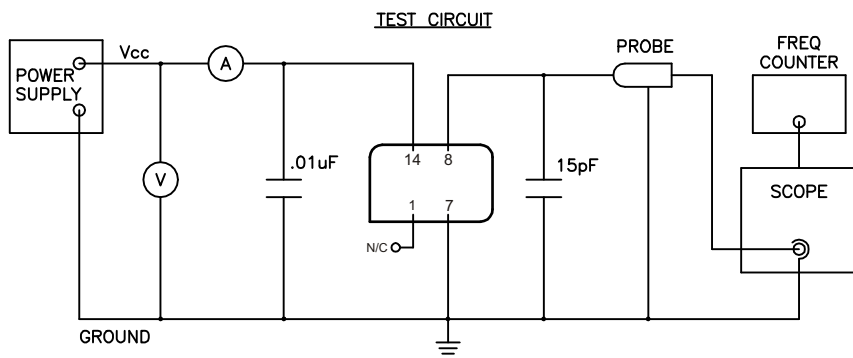 TEST CIRCUIT
POWER
SUPPLY
Vcc
A
V
.01uF
14 8
1 7
N/C
15pF
PROBE
FREQ
COUNTER
SCOPE
GROUND